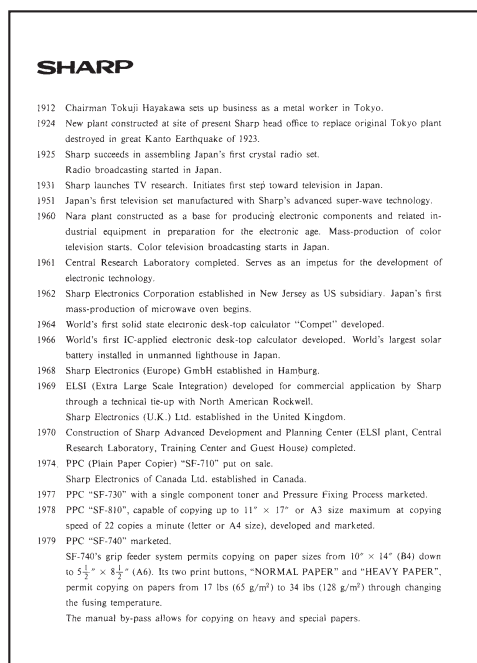 SHARP
1912 Chairman Tokuji Hayakawa sets up business as a metal worker in Tokyo.
1924 New plant constructed at site of present Sharp head office to replace original Tokyo plant
destroyed in great Kanto Earthquake of 1923.
1925 Sharp succeeds in assembling Japan's first crystal radio set.
Radio broadcasting started in Japan.
1931 Sharp launches TV research. Initiates first step toward television in Japan.
1951 Japan's first television set manufactured with Sharp's advanced super-wave technology.
1960 Nara plant constructed as a base for producing electronic components and related in-
dustrial equipment in preparation for the electronic age. Mass-production of color
television starts. Color television broadcasting starts in Japan.
1961 Central Research Laboratory completed. Serves as an impetus for the development of
electronic technology.
1962 Sharp Electronics Corporation established in New Jersey as US subsidiary. Japan's first
mass-production of microwave oven begins.
1964 World's first solid state electronic desk-top calculator "Compet" developed.
1966 World's first IC-applied electronic desk-top calculator developed. World's largest solar
battery installed in unmanned lighthouse in Japan.
1968 Sharp Electronics (Europe) GmbH established in Hamburg.
1969 ELSI (Extra Large Scale Integration) developed for commercial application by Sharp
through a technical tie-up with North American Rockwell.
Sharp Electronics (U.K.) Ltd. established in the United Kingdom.
1970 Construction of Sharp Advanced Development and Planning Center (ELSI plant, Central
Research Laboratory, Training Center and Guest House) completed.
1974 PPC (Plain Paper Copier) "SF-710" put on sale.
Sharp Electronics of Canada Ltd. established in Canada.
1977 PPC "SF-730" with a single component toner and Pressure Fixing Process marketed.
1978 PPC "SF-810", capable of copying up to 11" × 17" or A3 size maximum at copying
speed of 22 copies a minute (letter or A4 size), developed and marketed.
1979 PPC "SF-740" marketed.
SF-740's grip feeder system permits copying on paper sizes from 10" × 14" (B4) down
to 5 1/2" × 8 1/2" (A6). Its two print buttons, "NORMAL PAPER" and "HEAVY PAPER",
permit copying on papers from 17 lbs (65 g/m²) to 34 lbs (128 g/m²) through changing
the fusing temperature.
The manual by-pass allows for copying on heavy and special papers.